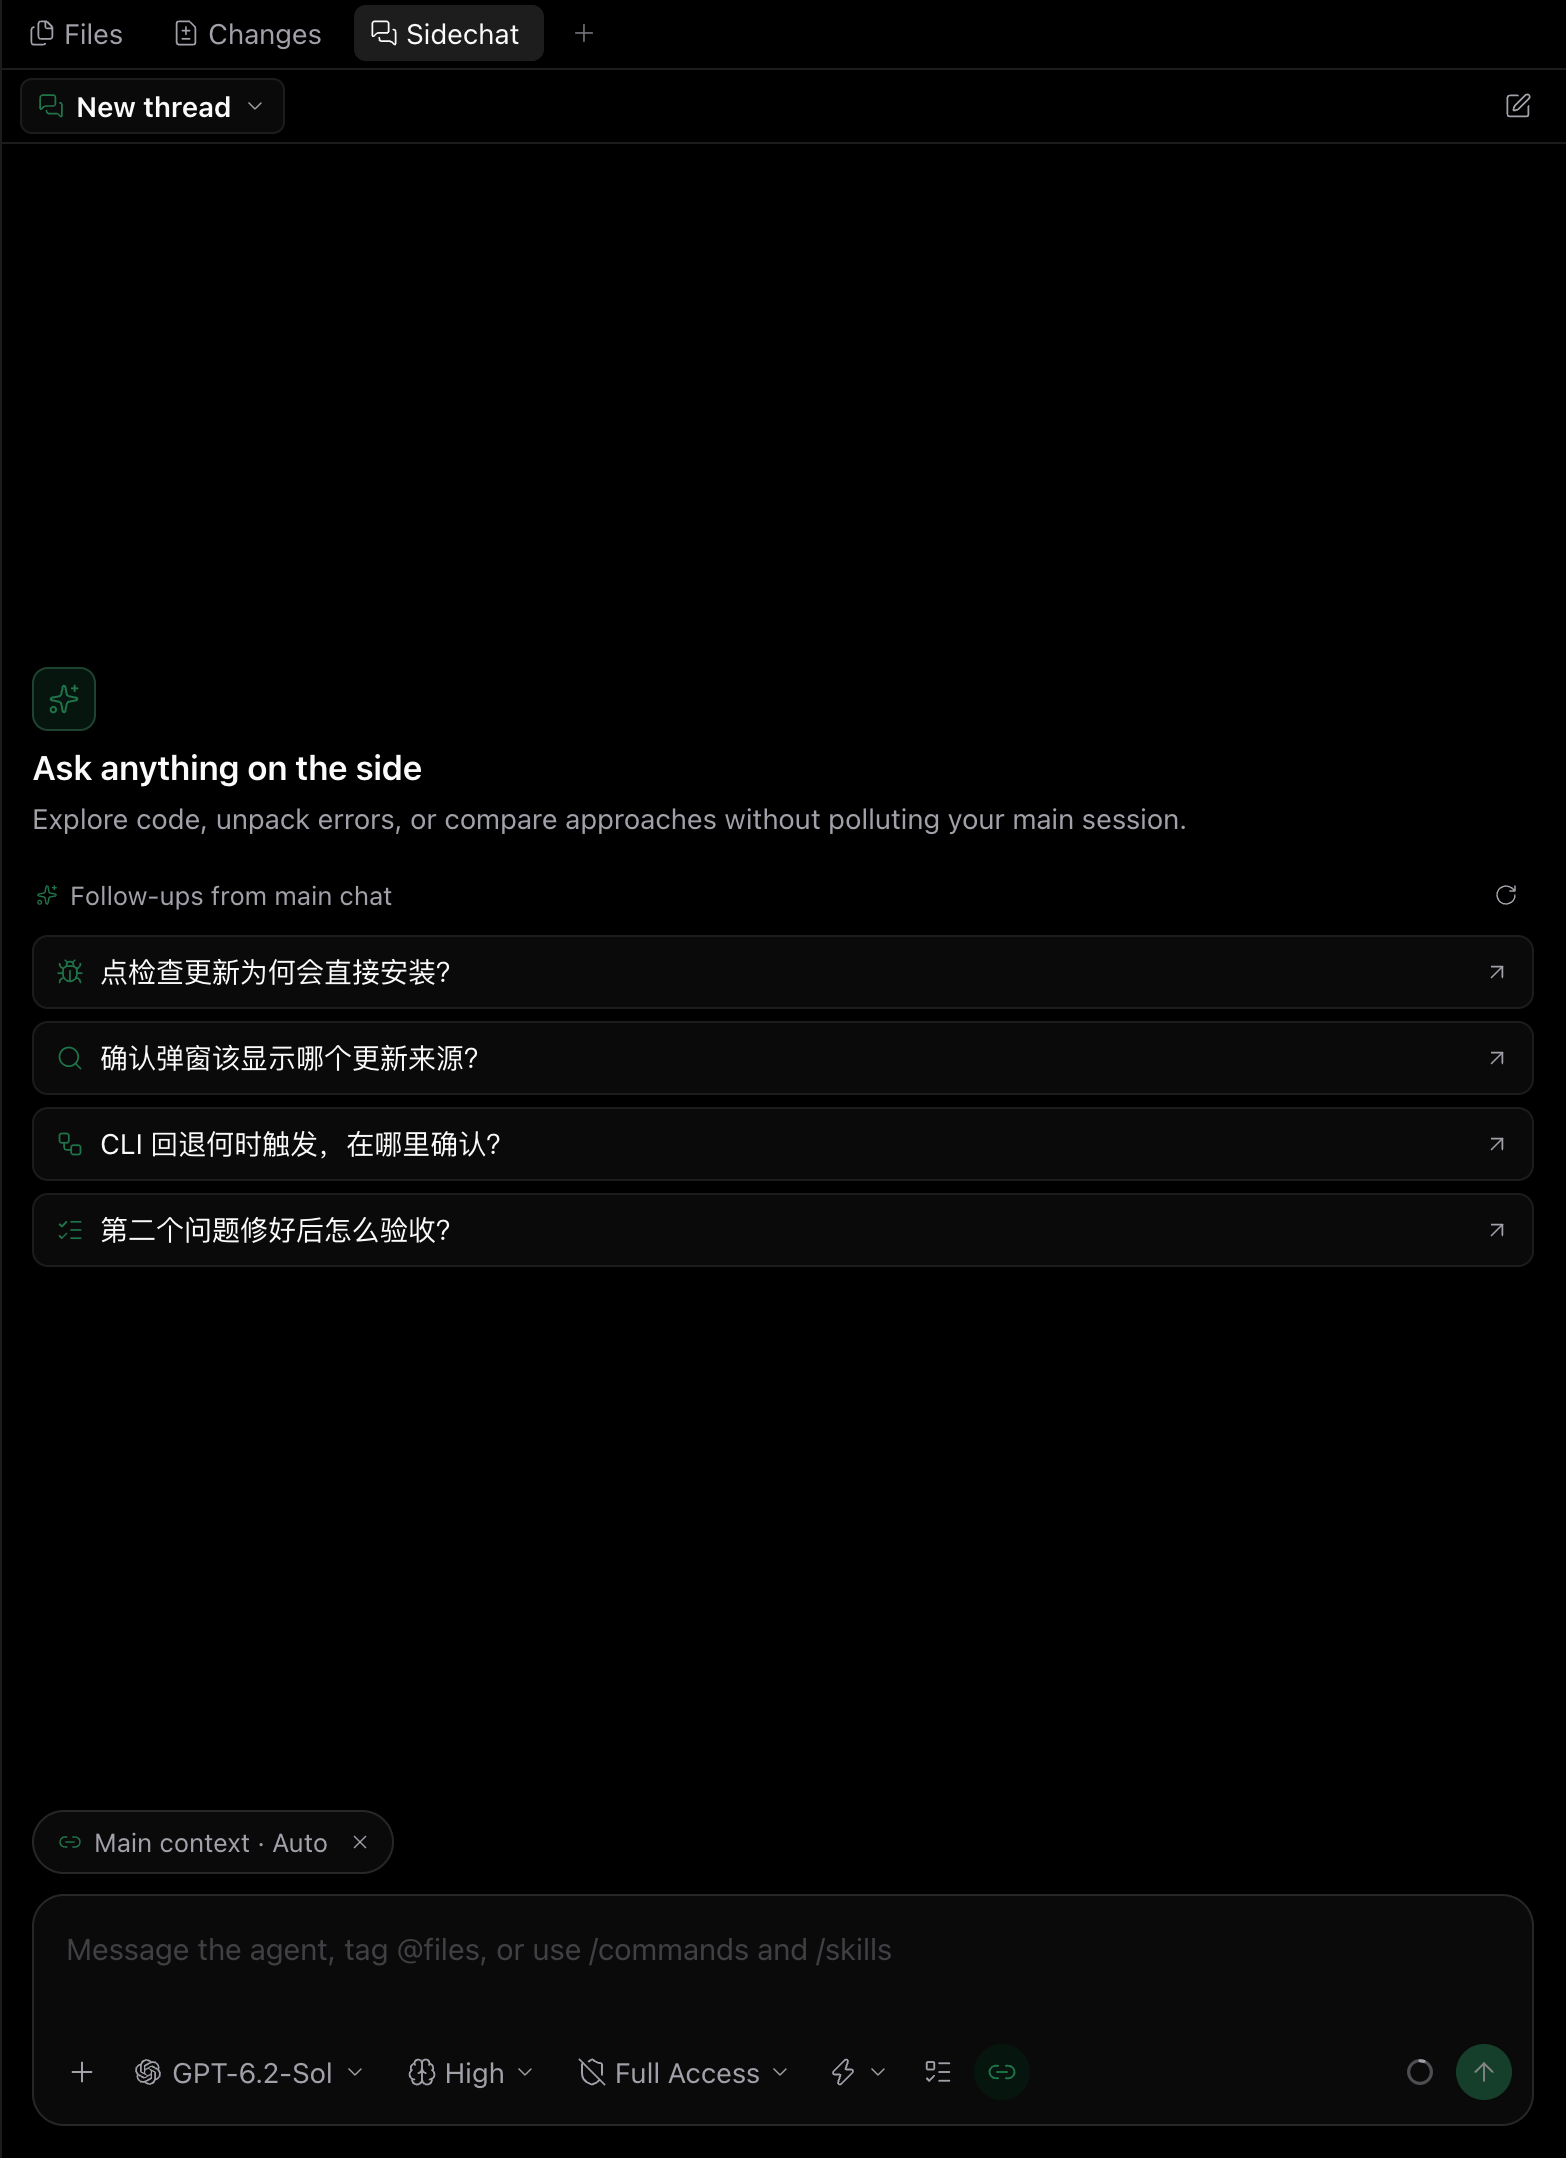 Files
Changes
Sidechat
New thread
Ask anything on the side
Explore code, unpack errors, or compare approaches without polluting your main session.
Follow-ups from main chat
点检查更新为何会直接安装?
确认弹窗该显示哪个更新来源?
CLI 回退何时触发，在哪里确认?
第二个问题修好后怎么验收?
Main context · Auto
Message the agent, tag @files, or use /commands and /skills
GPT-6.2-Sol
High
Full Access